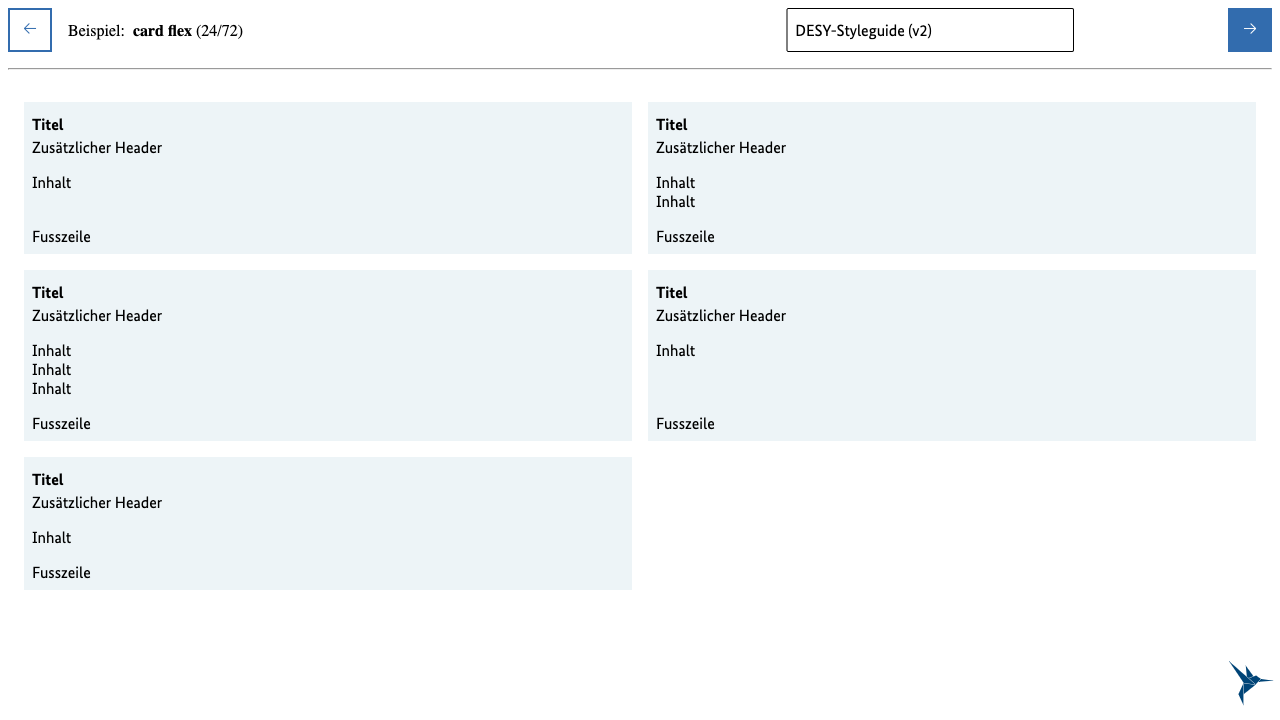 Beispiel: card flex (24/72)
DESY-Styleguide (v2)
Titel
Zusätzlicher Header
Inhalt
Fusszeile
Titel
Zusätzlicher Header
Inhalt
Inhalt
Fusszeile
Titel
Zusätzlicher Header
Inhalt
Inhalt
Inhalt
Fusszeile
Titel
Zusätzlicher Header
Inhalt
Fusszeile
Titel
Zusätzlicher Header
Inhalt
Fusszeile